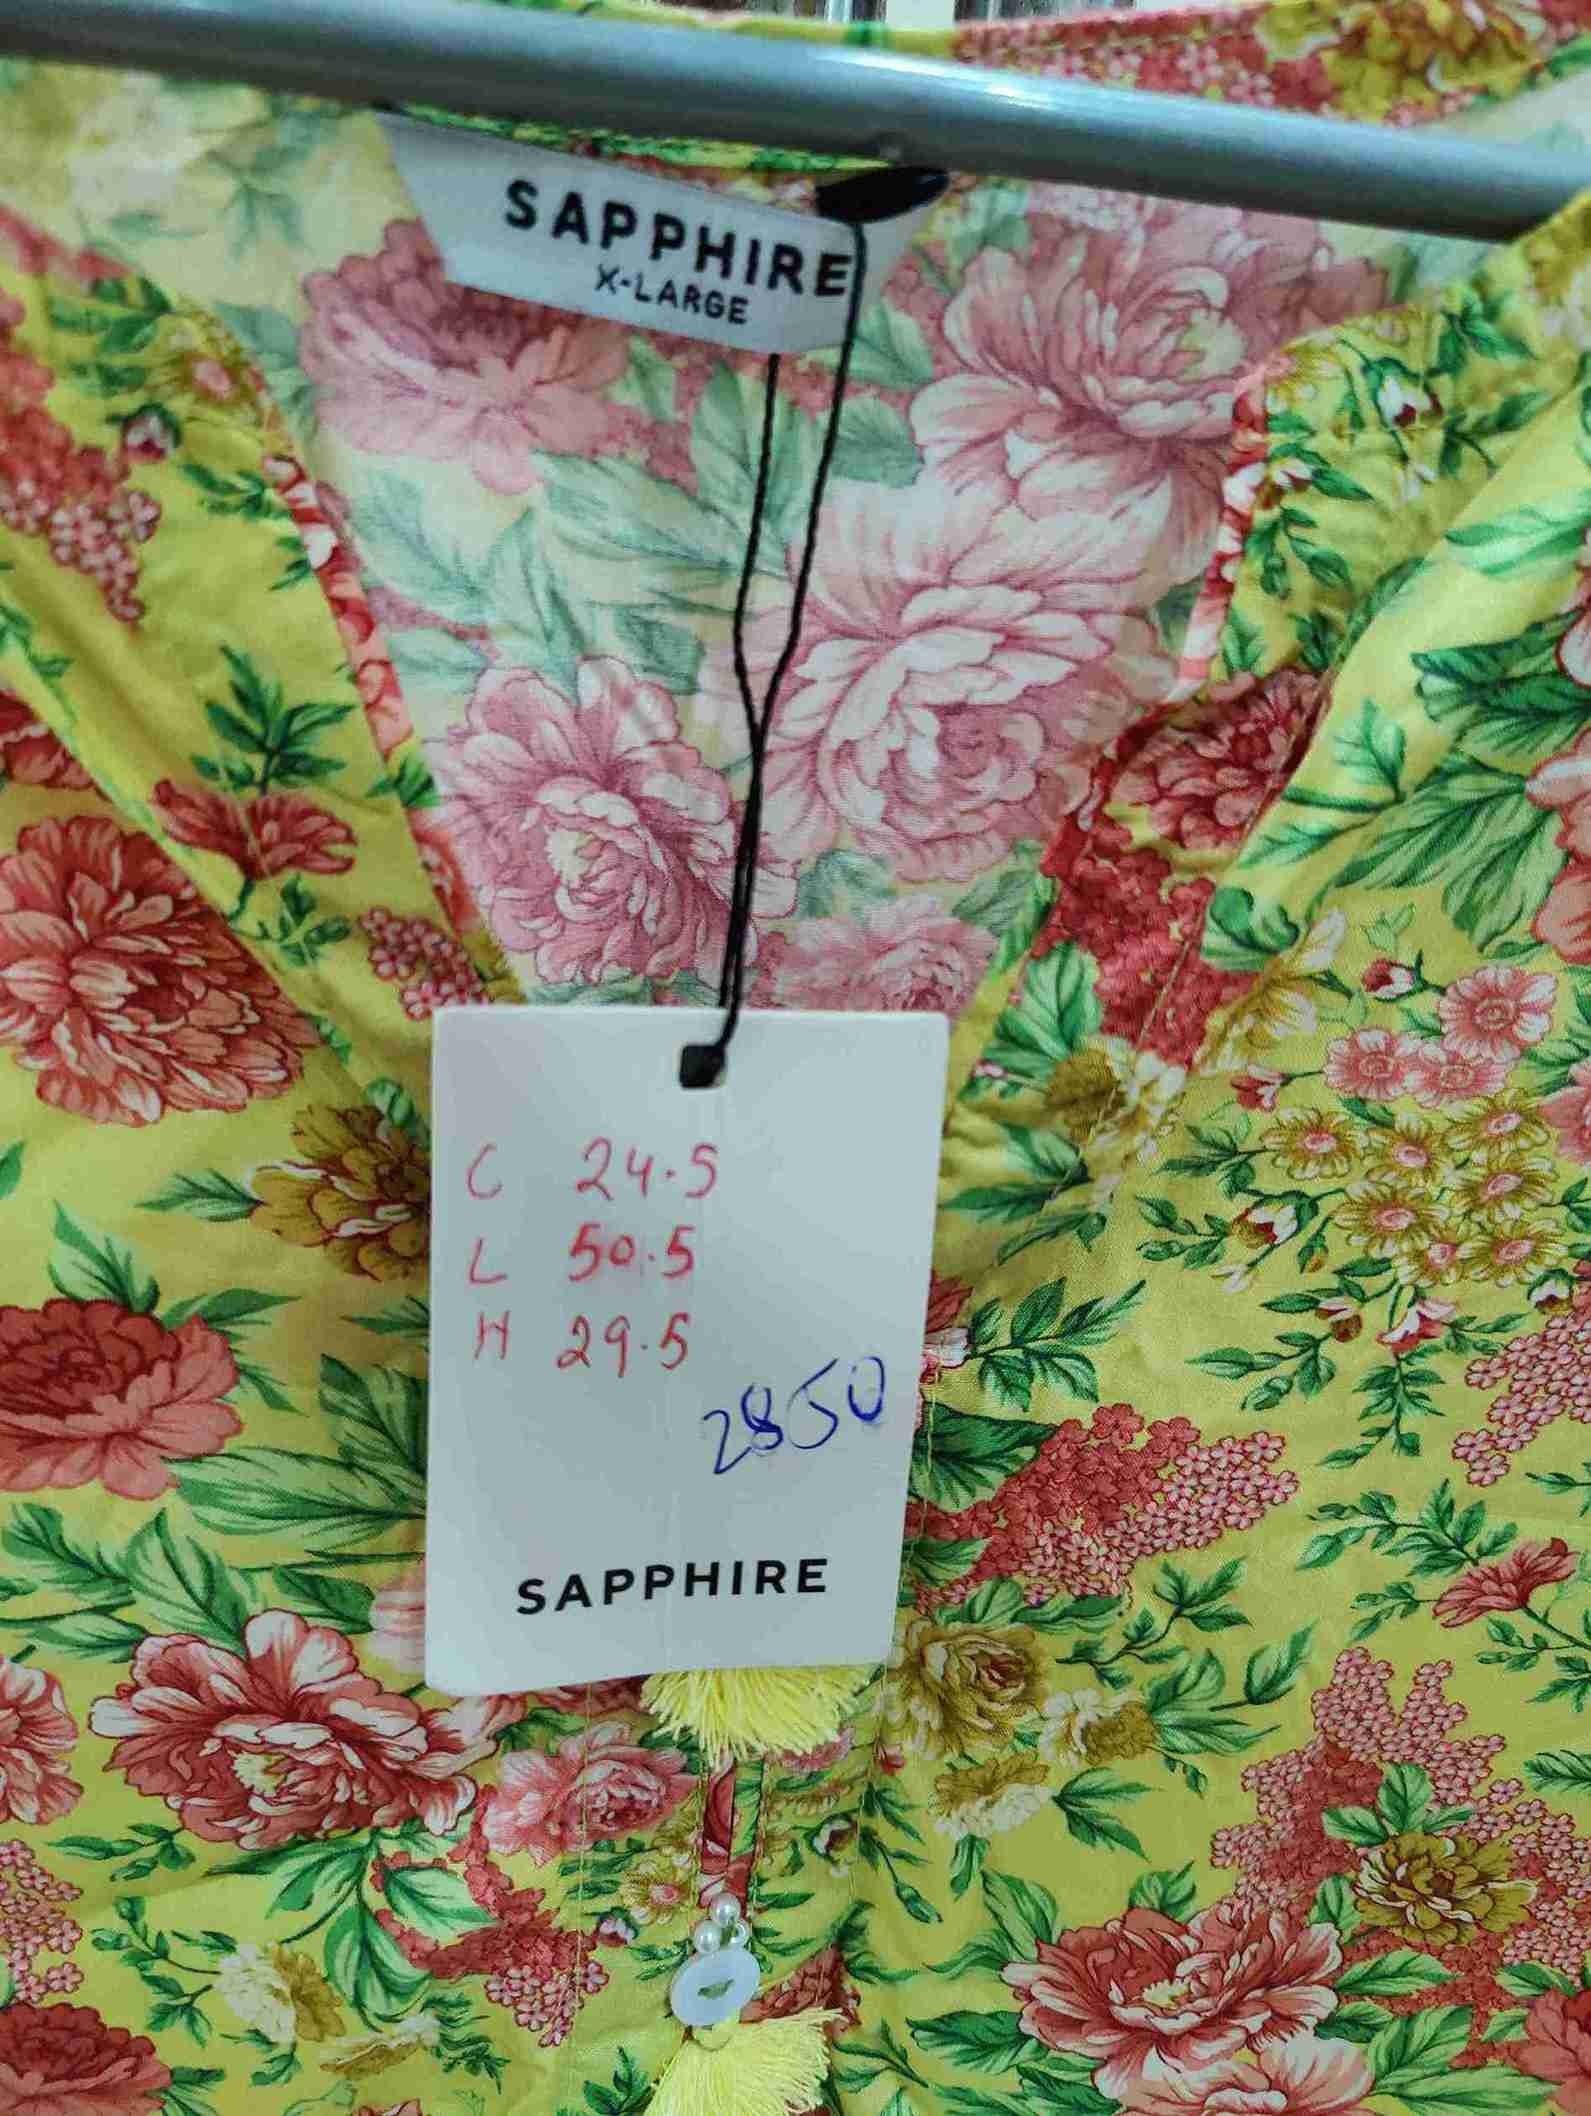 SAPPHIRE
X-LARGE
C 24.5
L 50.5
H 29.5
2850
SAPPHIRE